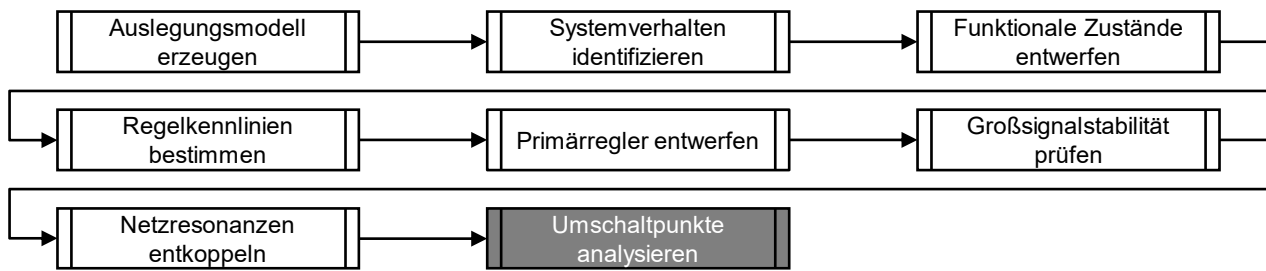 Auslegungsmodell
erzeugen
Systemverhalten
identifizieren
Funktionale Zustände
entwerfen
Regelkennlinien
bestimmen
Primärregler entwerfen
Großsignalstabilität
prüfen
Netzresonanzen
entkoppeln
Umschaltpunkte
analysieren